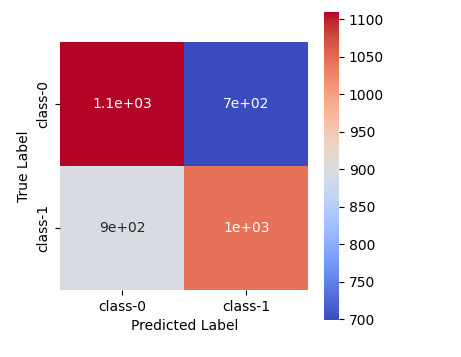 1100
1050
1000
950
900
850
800
750
700
True Label
class-0
class-1
1.1e+03 7e+02
9e+02 1e+03
class-0 class-1
Predicted Label